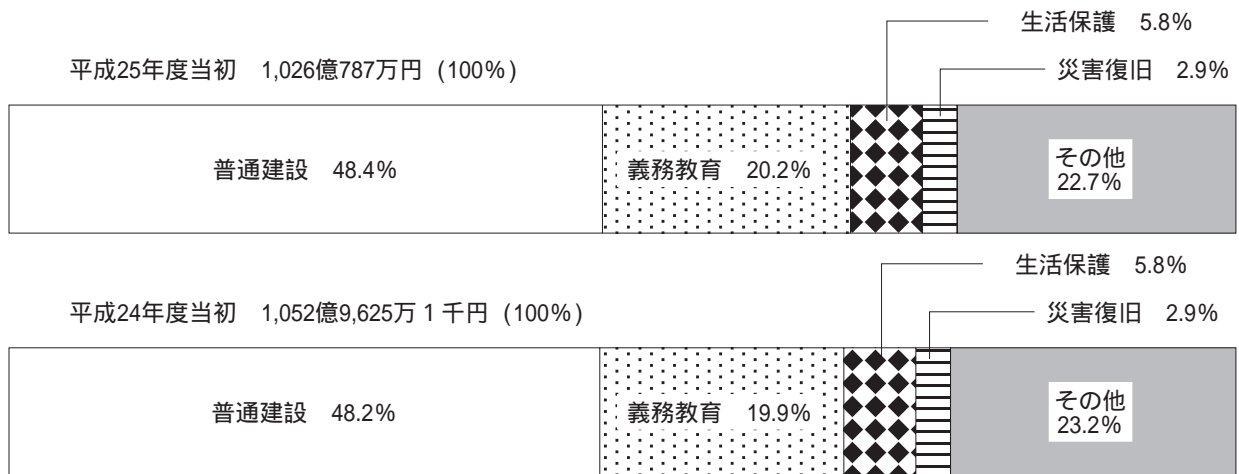 生活保護　5.8%
平成25年度当初　1,026億787万円 (100%)
災害復旧　2.9%
普通建設　48.4%
義務教育　20.2%
その他
22.7%
生活保護　5.8%
平成24年度当初　1,052億9,625万１千円 (100%)
災害復旧　2.9%
普通建設　48.2%
義務教育　19.9%
その他
23.2%